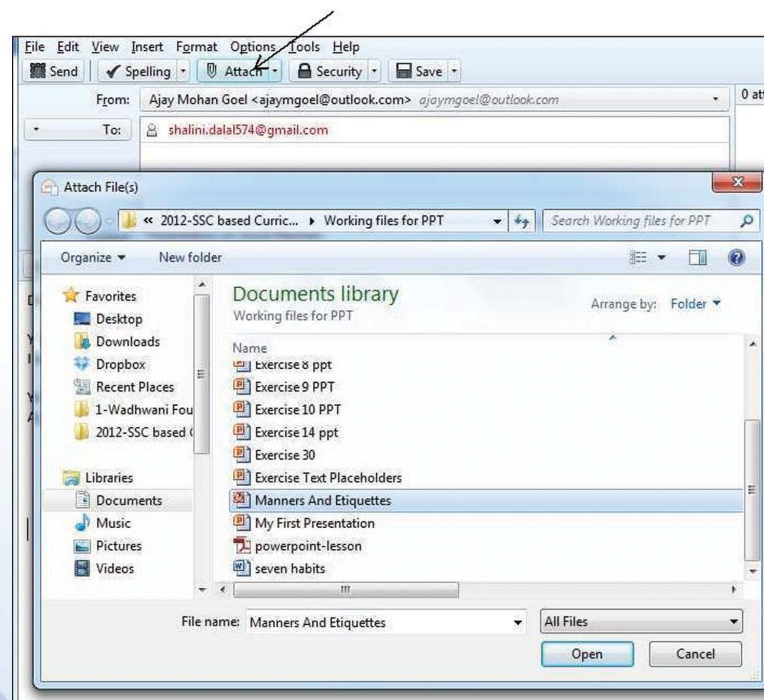 File Edit View Insert Format Options Tools Help
Send Spelling Attach Security Save
From: Ajay Mohan Goel <ajaymgoel@outlook.com> ajaymgoel@outlook.com
0 at
To: shalini.dalal574@gmail.com
Attach File(s)
« 2012-SSC based Curric... Working files for PPT Search Working files for PPT
Organize New folder
Favorites
Desktop
Downloads
Dropbox
Recent Places
1-Wadhwani Fou
2012-SSC based
Libraries
Documents
Music
Pictures
Videos
Documents library
Working files for PPT
Arrange by: Folder
Name
Exercise 8 ppt
Exercise 9 PPT
Exercise 10 PPT
Exercise 14 ppt
Exercise 30
Exercise Text Placeholders
Manners And Etiquettes
My First Presentation
powerpoint-lesson
seven habits
File name: Manners And Etiquettes All Files
Open Cancel